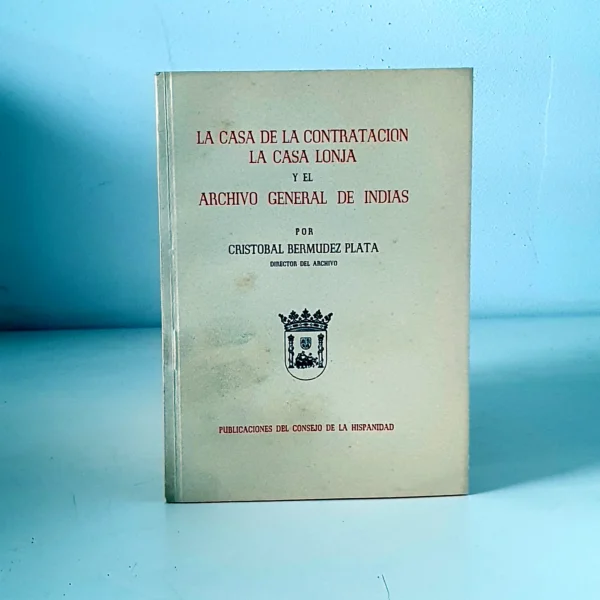 LA CASA DE LA CONTRATACION
LA CASA LONJA
Y EL
ARCHIVO GENERAL DE INDIAS
POR
CRISTOBAL BERMUDEZ PLATA
DIRECTOR DEL ARCHIVO
PUBLICACIONES DEL CONSEJO DE LA HISPANIDAD